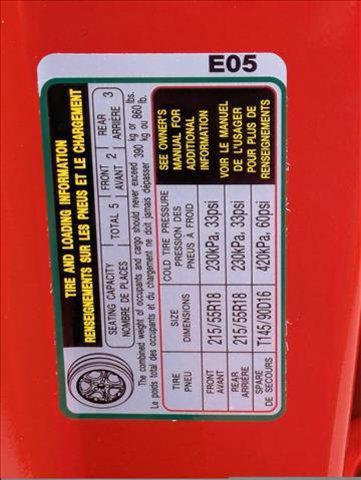 E05
TIRE AND LOADING INFORMATION
RENSEIGNEMENTS SUR LES PNEUS ET LE CHARGEMENT
SEATING CAPACITY
NOMBRE DE PLACES
TOTAL 5
FRONT
AVANT 2
REAR
ARRIÈRE 3
The combined weight of occupants and cargo should never exceed 390 kg or 860 lbs.
Le poids total des occupants et du chargement ne doit jamais dépasser 390 kg ou 860 lb.
TIRE
PNEU
SIZE
DIMENSIONS
COLD TIRE PRESSURE
PRESSION DES
PNEUS À FROID
SEE OWNER'S
MANUAL FOR
ADDITIONAL
INFORMATION
FRONT
AVANT
215/55R18
230kPa, 33psi
REAR
ARRIÈRE
215/55R18
230kPa, 33psi
VOIR LE MANUEL
DE L'USAGER
POUR PLUS DE
RENSEIGNEMENTS
SPARE
DE SECOURS
T145/90D16
420kPa, 60psi